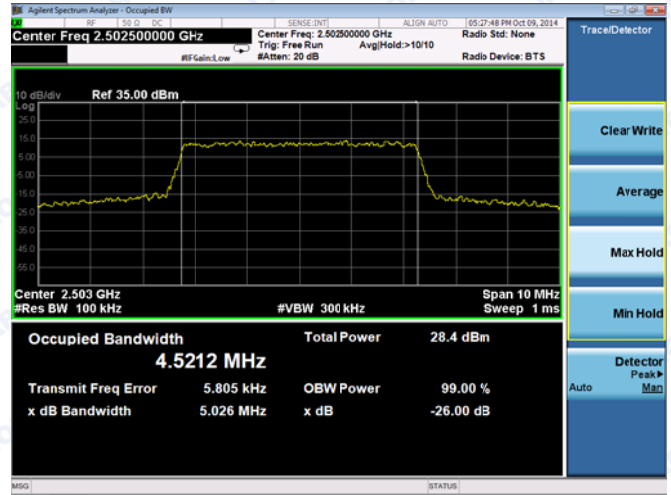 Agilent Spectrum Analyzer - Occupied BW
RF 50 Ω DC SENSE:INT ALIGN AUTO 05:27:48 PM Oct 09, 2014
Center Freq 2.502500000 GHz Center Freq: 2.502500000 GHz Radio Std: None
Trig: Free Run Avg|Hold:>10/10
#IFGain:Low #Atten: 20 dB Radio Device: BTS
Trace/Detector
10 dB/div Ref 35.00 dBm
Log
25.0
15.0
5.00
-5.00
-15.0
-25.0
-35.0
-45.0
-55.0
Center 2.503 GHz Span 10 MHz
#Res BW 100 kHz #VBW 300 kHz Sweep 1 ms
Occupied Bandwidth Total Power 28.4 dBm
4.5212 MHz
Transmit Freq Error 5.805 kHz OBW Power 99.00 %
x dB Bandwidth 5.026 MHz x dB -26.00 dB
Clear Write
Average
Max Hold
Min Hold
Detector
Peak▶
Auto Man
MSG STATUS